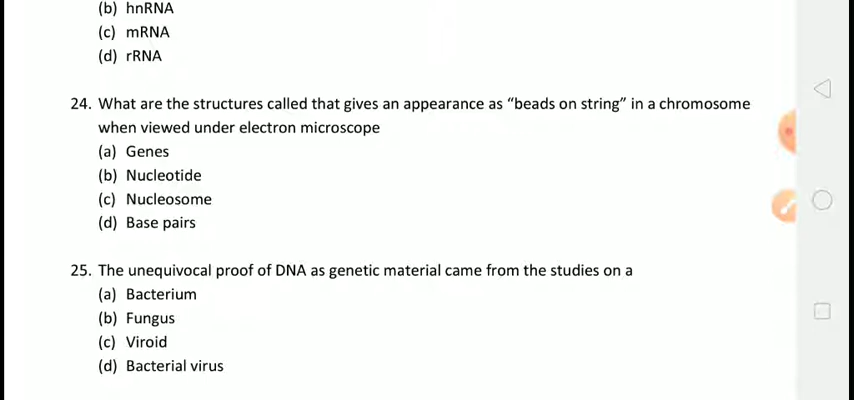 (b) hnRNA
(c) mRNA
(d) rRNA
24. What are the structures called that gives an appearance as “beads on string” in a chromosome
when viewed under electron microscope
(a) Genes
(b) Nucleotide
(c) Nucleosome
(d) Base pairs
25. The unequivocal proof of DNA as genetic material came from the studies on a
(a) Bacterium
(b) Fungus
(c) Viroid
(d) Bacterial virus